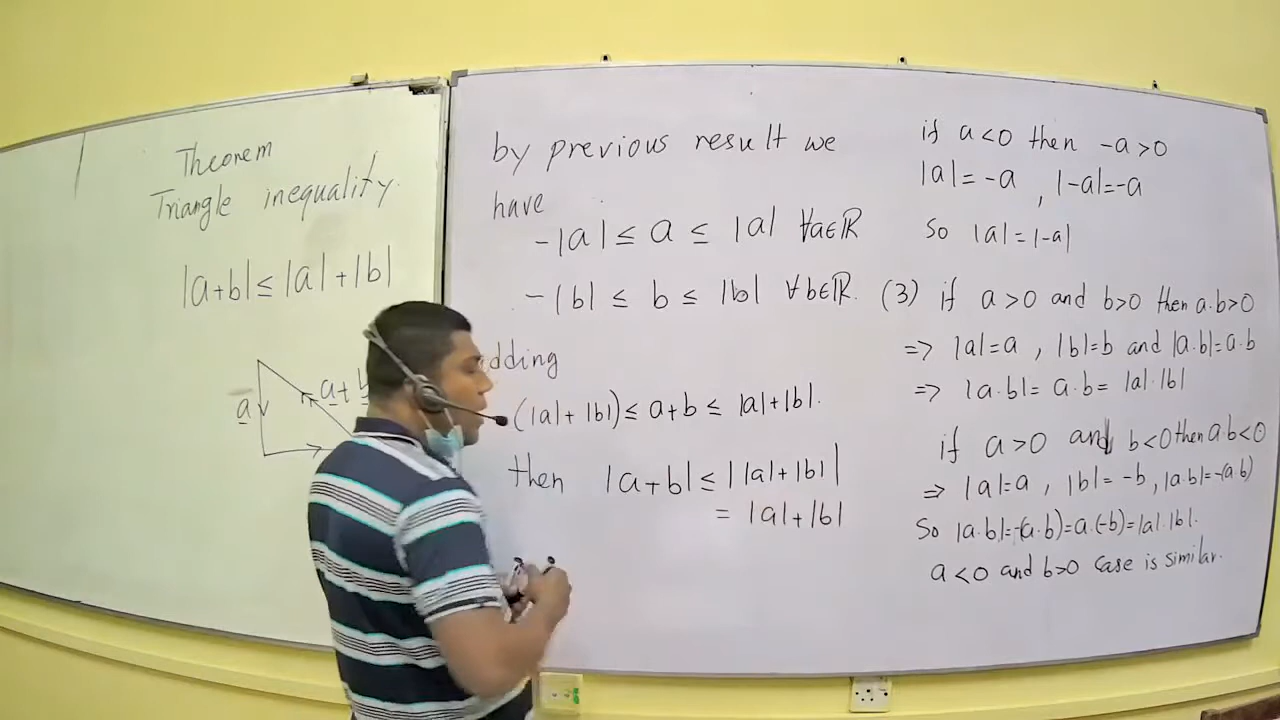 Theorem
Triangle inequality.
|a+b| ≤ |a|+|b|
a
a+
by previous result we
have
-|a| ≤ a ≤ |a| ∀a∈ℝ
-|b| ≤ b ≤ |b| ∀b∈ℝ.
dding
(|a|+|b|) ≤ a+b ≤ |a|+|b|.
then |a+b| ≤ ||a|+|b||
= |a|+|b|
if a<0 then -a>0
|a| = -a , |-a|=-a
So |a|=|-a|
(3) if a>0 and b>0 then a.b>0
=> |a|=a , |b|=b and |a.b|=a.b
=> |a.b|= a.b= |a|.|b|
if a>0 and b<0 then a.b<0
=> |a|=a , |b|=-b, |a.b|=-(a.b)
So |a.b|=-(a.b)=a.(-b)=|a|.|b|.
a<0 and b>0 case is similar.